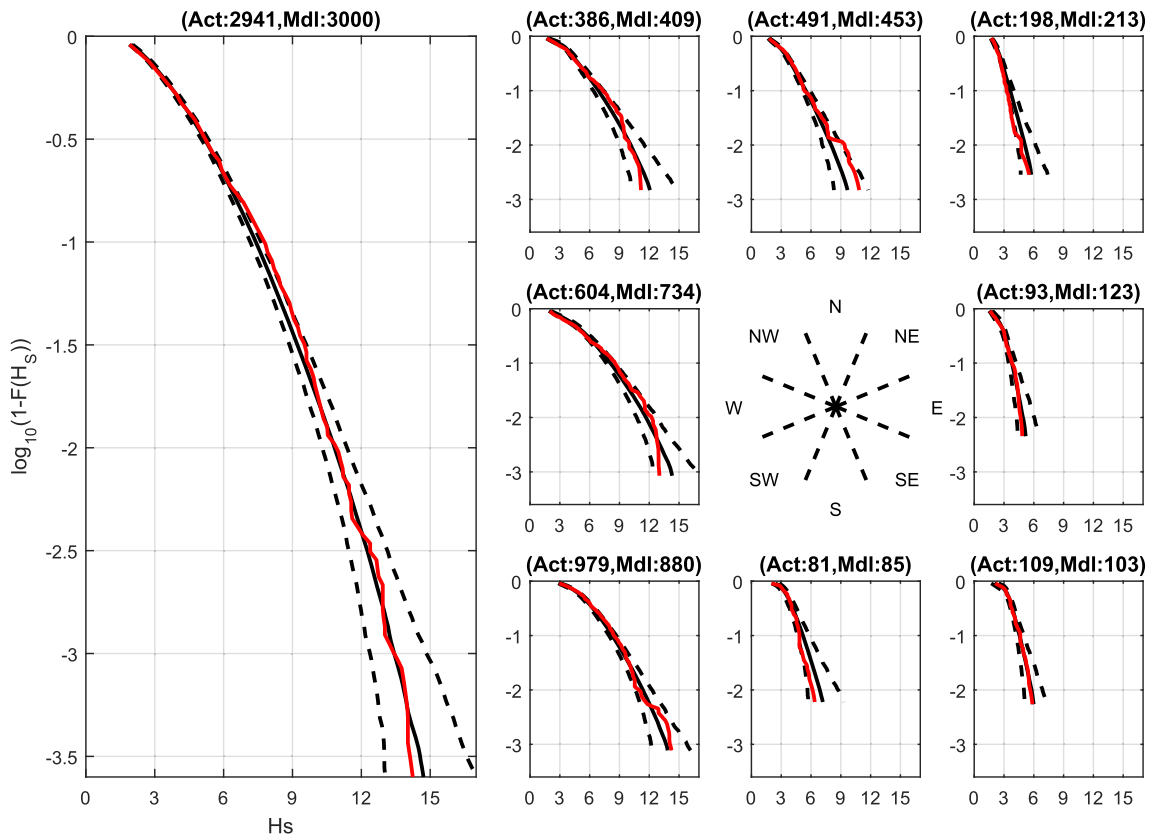 (Act:2941,Mdl:3000)
0
-0.5
-1
-1.5
-2
-2.5
-3
-3.5
0 3 6 9 12 15
Hs
log10(1-F(HS))
(Act:386,Mdl:409)
0
-1
-2
-3
0 3 6 9 12 15
(Act:491,Mdl:453)
0
-1
-2
-3
0 3 6 9 12 15
(Act:198,Mdl:213)
0
-1
-2
-3
0 3 6 9 12 15
(Act:604,Mdl:734)
0
-1
-2
-3
0 3 6 9 12 15
N
NW NE
W E
SW SE
S
(Act:93,Mdl:123)
0
-1
-2
-3
0 3 6 9 12 15
(Act:979,Mdl:880)
0
-1
-2
-3
0 3 6 9 12 15
(Act:81,Mdl:85)
0
-1
-2
-3
0 3 6 9 12 15
(Act:109,Mdl:103)
0
-1
-2
-3
0 3 6 9 12 15